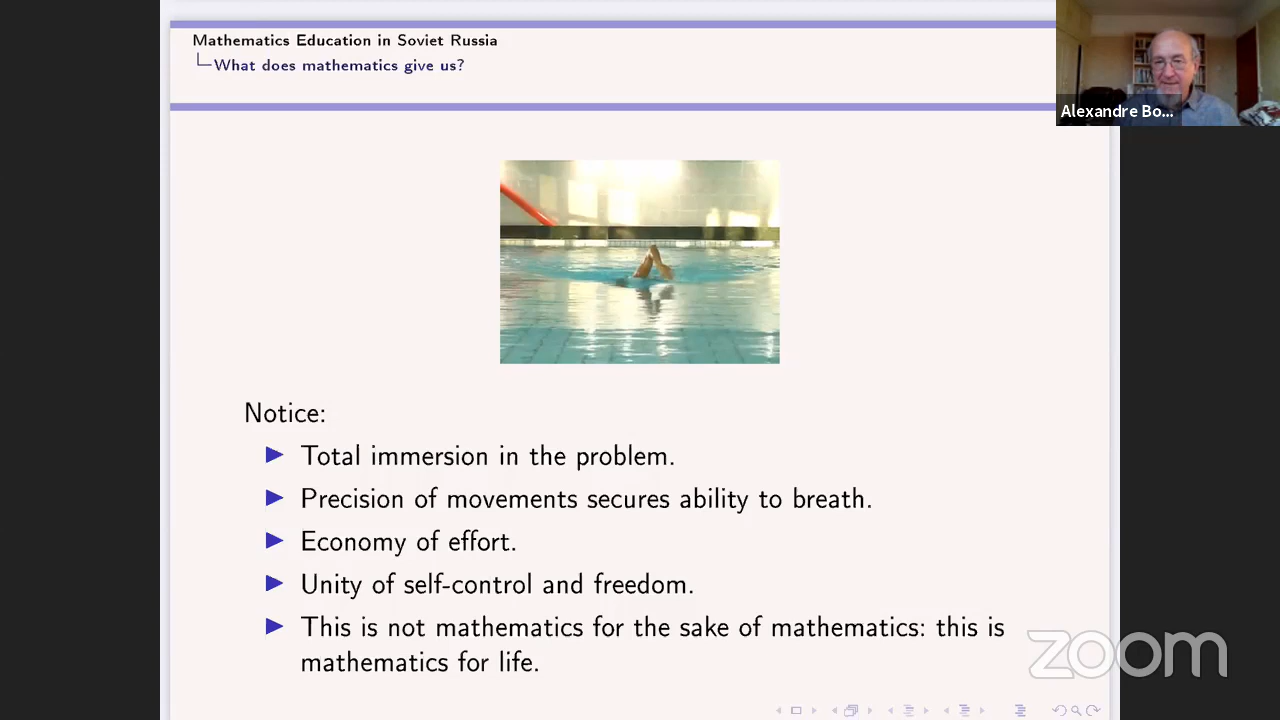 Mathematics Education in Soviet Russia
What does mathematics give us?
Alexandre Bo...
Notice:
Total immersion in the problem.
Precision of movements secures ability to breath.
Economy of effort.
Unity of self-control and freedom.
This is not mathematics for the sake of mathematics: this is
mathematics for life.
zoom